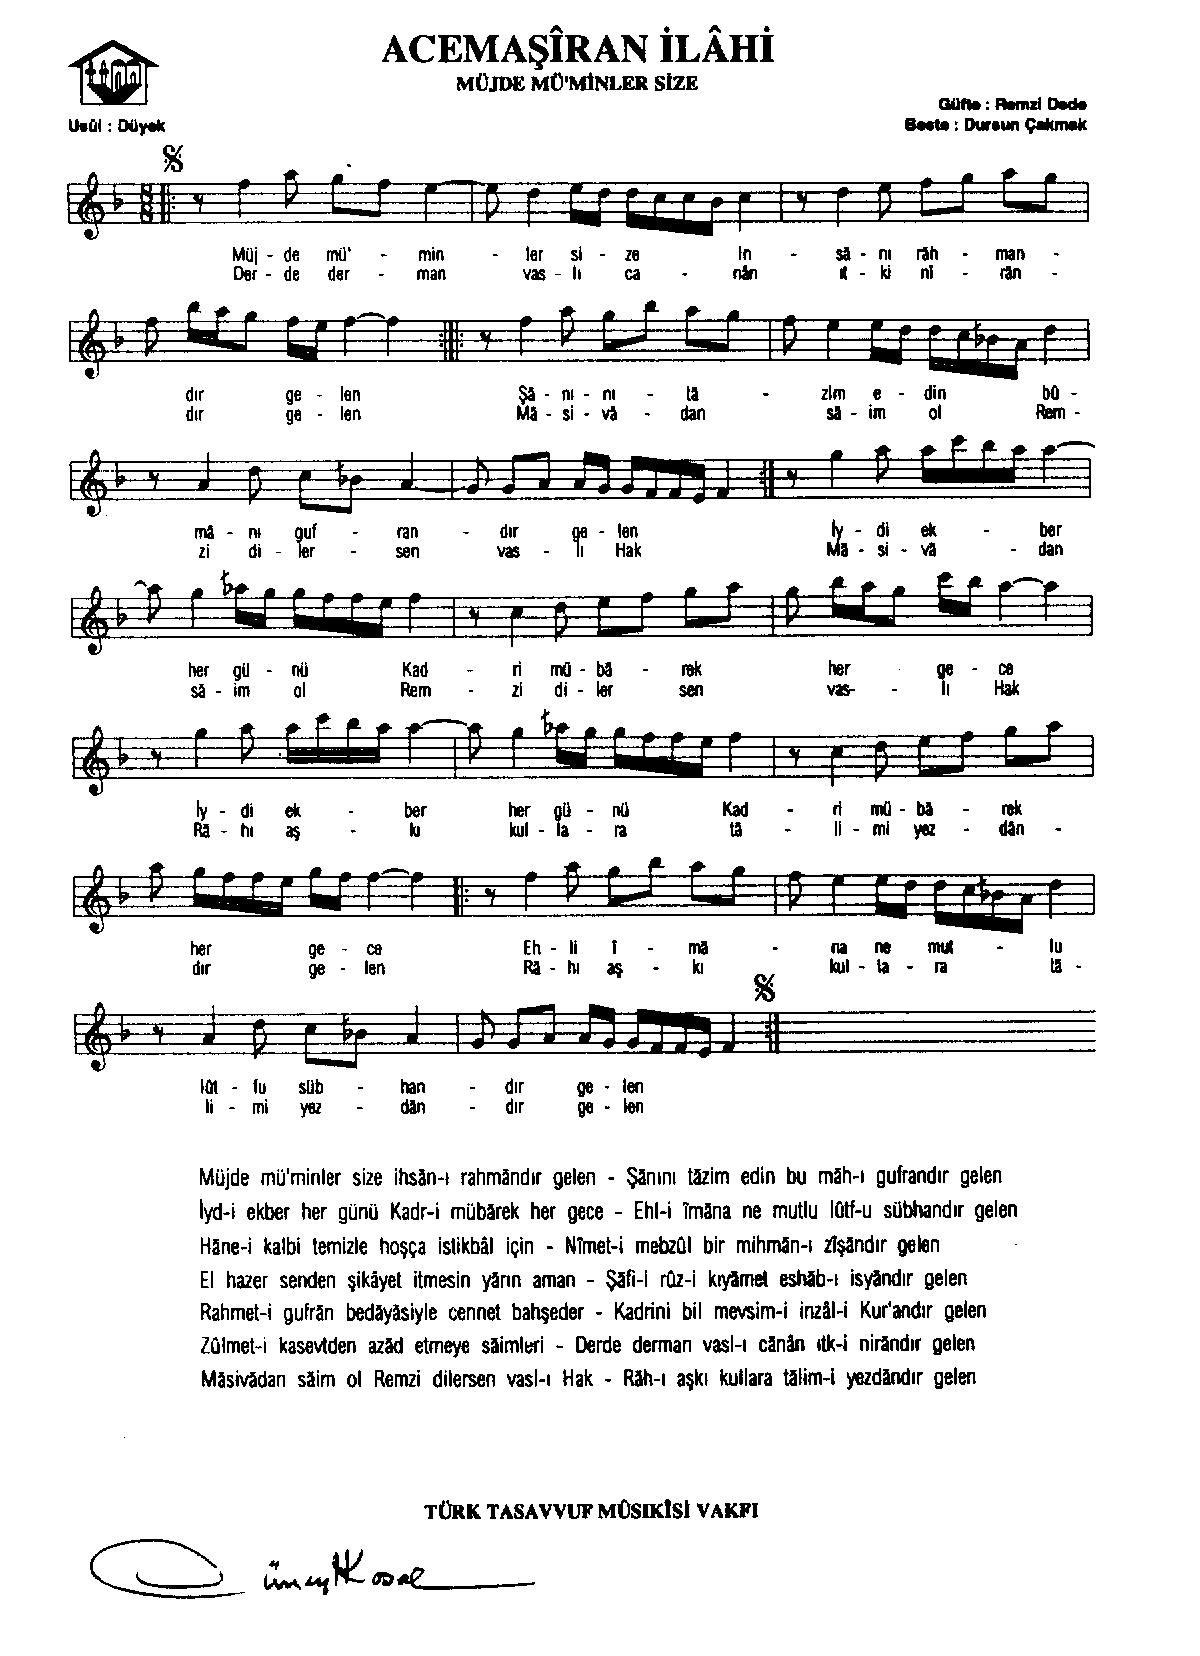 ACEMAŞÎRAN İLÂHİ
MÜJDE MÜ'MİNLER SİZE
Güfte : Remzi Dede
Usûl : Düyek
Beste : Dursun Çakmak
Müj - de mü' - min - ler si - ze In - sâ - nı râh - man -
Der - de der - man vas - lı ca - nân ıt - ki nî - rân -
dır ge - len Şâ - nı - nı - tâ - zim e - din bû -
dır ge - len Mâ - si - vâ - dan sâ - im ol Rem -
mâ - nı guf - ran - dır ge - len İy - di ek - ber
zi di - ler - sen vas - lı Hak Mâ - si - vâ - dan
her gü - nü Kad - ri mü - bâ - rek her ge - ce
sâ - im ol Rem - zi di - ler sen vas- - lı Hak
İy - di ek - ber her gü - nü Kad - ri mü - bâ - rek
Râ - hı aş - kı kul - la - ra tâ - li - mi yez - dân -
her ge - ce Eh - li î - mâ - na ne mut - lu
dır ge - len Râ - hı aş - kı kul - la - ra tâ -
lût - fu süb - han - dır ge - len
li - mi yez - dân - dır ge - len
Müjde mü'minler size ihsân-ı rahmândır gelen - Şânını tâzim edin bu mâh-ı gufrandır gelen
İyd-i ekber her günü Kadr-i mübârek her gece - Ehl-i îmâna ne mutlu lûtf-u sübhandır gelen
Hâne-i kalbi temizle hoşça istikbâl için - Nîmet-i mebzûl bir mihmân-ı zîşândır gelen
El hazer senden şikâyet itmesin yârın aman - Şâfi-i rûz-i kıyâmet eshâb-ı isyândır gelen
Rahmet-i gufrân bedâyâsiyle cennet bahşeder - Kadrini bil mevsim-i inzâl-i Kur'andır gelen
Zûlmet-i kasevtden azâd etmeye sâimleri - Derde derman vasl-ı cânân ıtk-i nirândır gelen
Mâsivâdan sâim ol Remzi dilersen vasl-ı Hak - Râh-ı aşkı kullara tâlim-i yezdândır gelen
TÜRK TASAVVUF MÛSIKÎSİ VAKFI